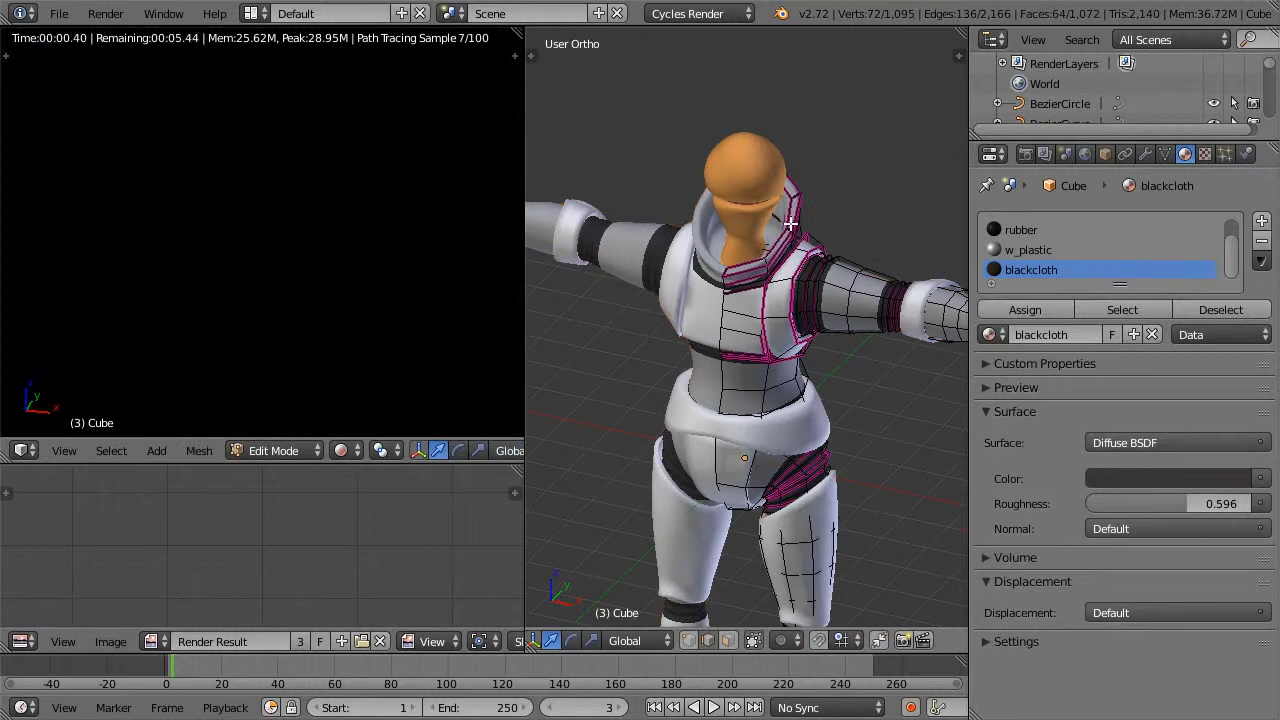 File Render Window Help Default Scene Cycles Render v2.72 | Verts:72/1,095 | Edges:136/2,166 | Faces:64/1,072 | Tris:2,140 | Mem:36.72M | Cube
Time:00:00.40 | Remaining:00:05.44 | Mem:25.62M, Peak:28.95M | Path Tracing Sample 7/100
User Ortho
View Search All Scenes
RenderLayers
World
BezierCircle
Cube blackcloth
rubber
w_plastic
blackcloth
Assign Select Deselect
blackcloth F Data
Custom Properties
Preview
Surface
Surface: Diffuse BSDF
Color:
Roughness: 0.596
Normal: Default
Volume
Displacement
Displacement: Default
Settings
z
y
x
(3) Cube
View Select Add Mesh Edit Mode Globa
(3) Cube
View Image Render Result 3 F View
Global
-40 -20 0 20 40 60 80 100 120 140 160 180 200 220 240 260
View Marker Frame Playback Start: 1 End: 250 3 No Sync